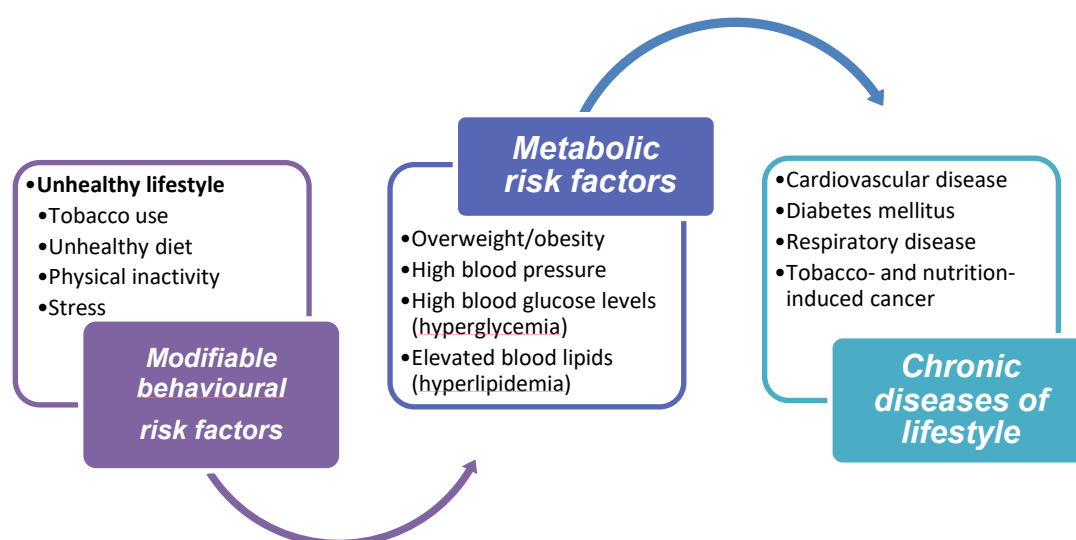 •Unhealthy lifestyle
•Tobacco use
•Unhealthy diet
•Physical inactivity
•Stress
Modifiable
behavioural
risk factors
Metabolic
risk factors
•Overweight/obesity
•High blood pressure
•High blood glucose levels
(hyperglycemia)
•Elevated blood lipids
(hyperlipidemia)
•Cardiovascular disease
•Diabetes mellitus
•Respiratory disease
•Tobacco- and nutrition-
induced cancer
Chronic
diseases of
lifestyle